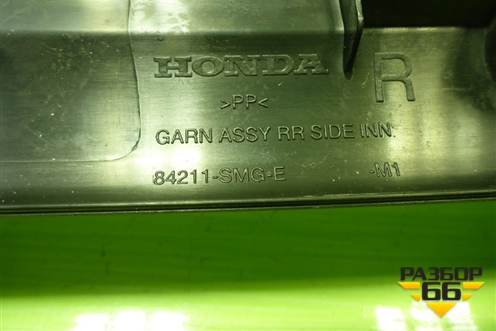 HONDA
R
>PP<
GARN ASSY RR SIDE INN
84211-SMG-E -M1
РАЗБОР
66